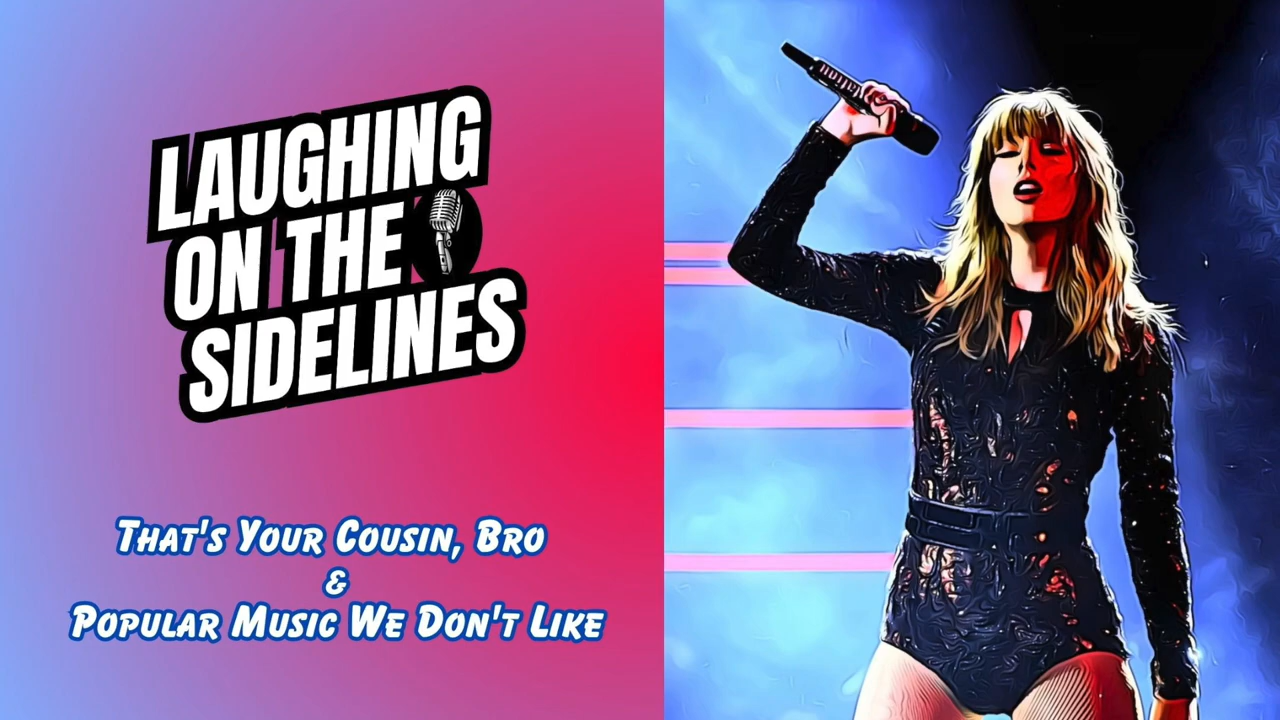 LAUGHING
ON THE
SIDELINES
THAT'S YOUR COUSIN, BRO
&
POPULAR MUSIC WE DON'T LIKE